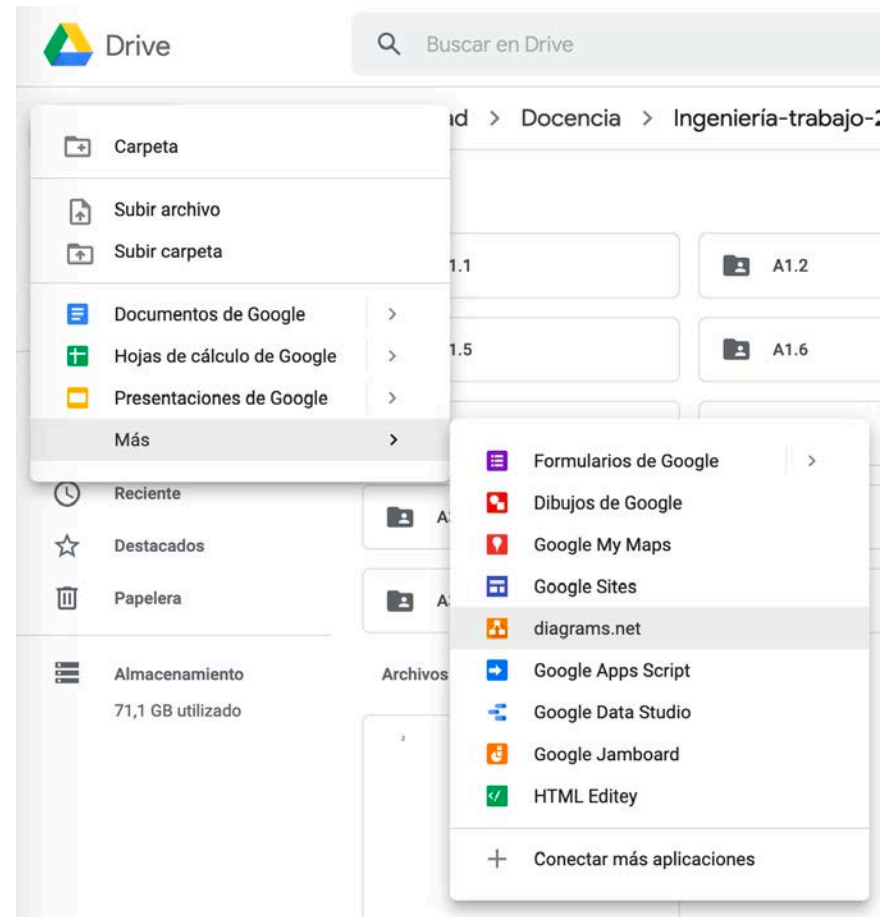 Drive
Buscar en Drive
ad > Docencia > Ingeniería-trabajo-2
Carpeta
Subir archivo
Subir carpeta
Documentos de Google
Hojas de cálculo de Google
Presentaciones de Google
Más
Reciente
Destacados
Papelera
Almacenamiento
71,1 GB utilizado
1.1
A1.2
1.5
A1.6
A
A
Archivos
Formularios de Google
Dibujos de Google
Google My Maps
Google Sites
diagrams.net
Google Apps Script
Google Data Studio
Google Jamboard
HTML Editey
Conectar más aplicaciones